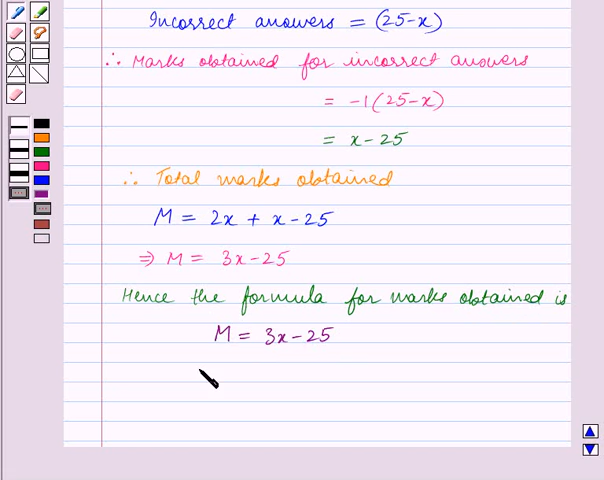 Incorrect answers = (25-x)
∴ Marks obtained for incorrect answers
= -1(25-x)
= x-25
∴ Total marks obtained
M = 2x + x-25
⇒ M = 3x-25
Hence the formula for marks obtained is
M = 3x-25